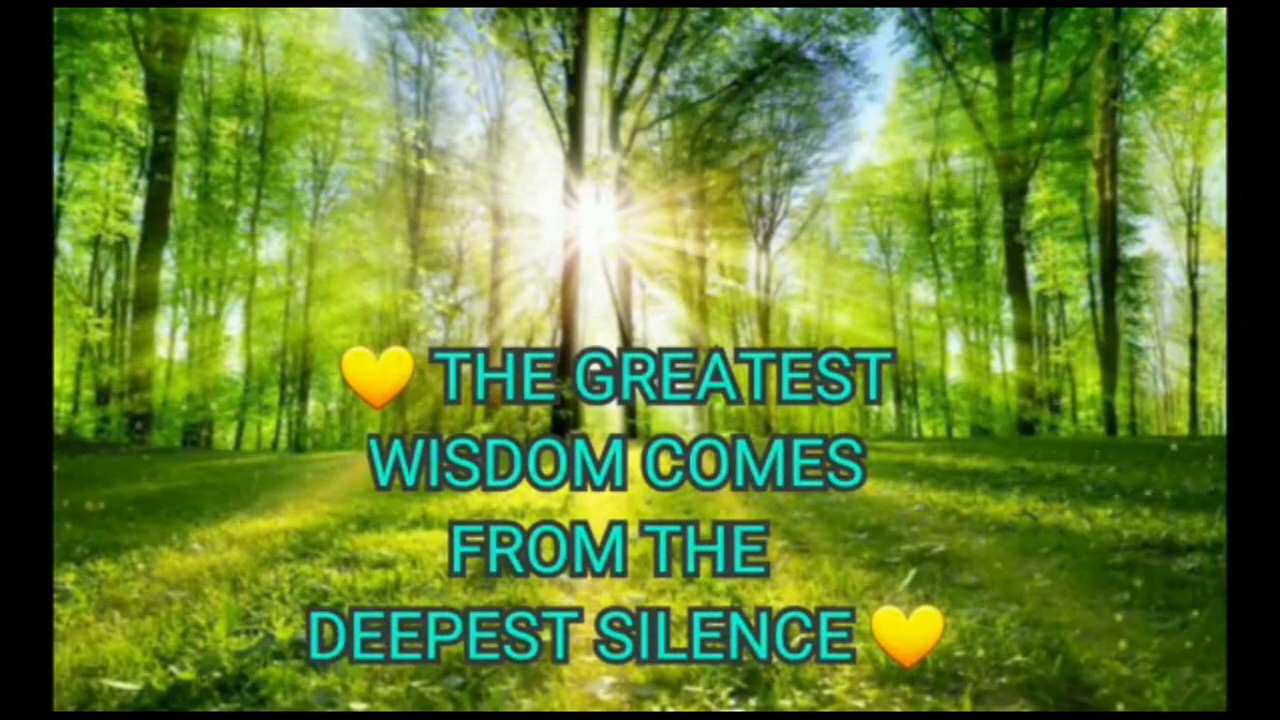 💛 THE GREATEST
WISDOM COMES
FROM THE
DEEPEST SILENCE 💛